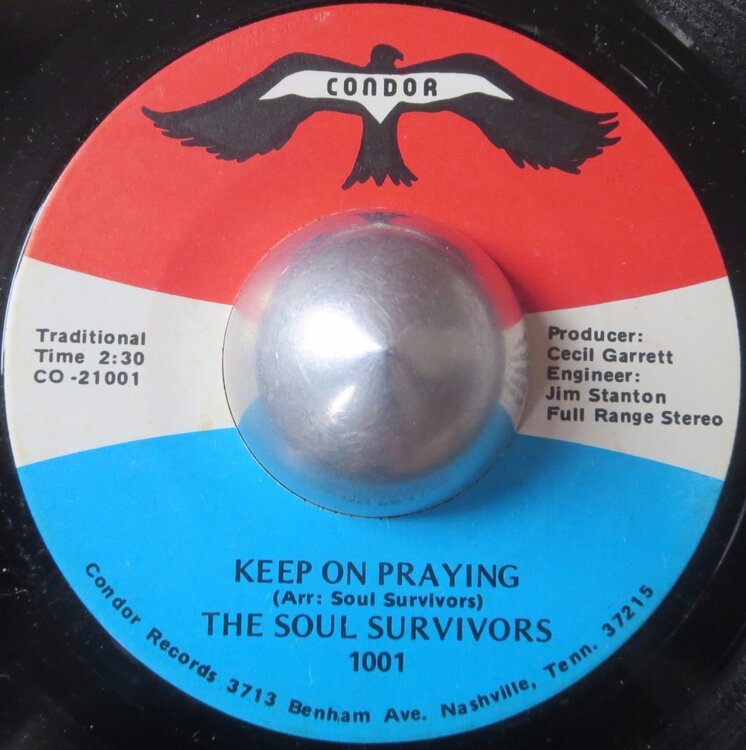 CONDOR
Traditional
Time 2:30
CO -21001
Producer:
Cecil Garrett
Engineer:
Jim Stanton
Full Range Stereo
KEEP ON PRAYING
(Arr: Soul Survivors)
THE SOUL SURVIVORS
1001
Condor Records 3713 Benham Ave. Nashville, Tenn. 37215